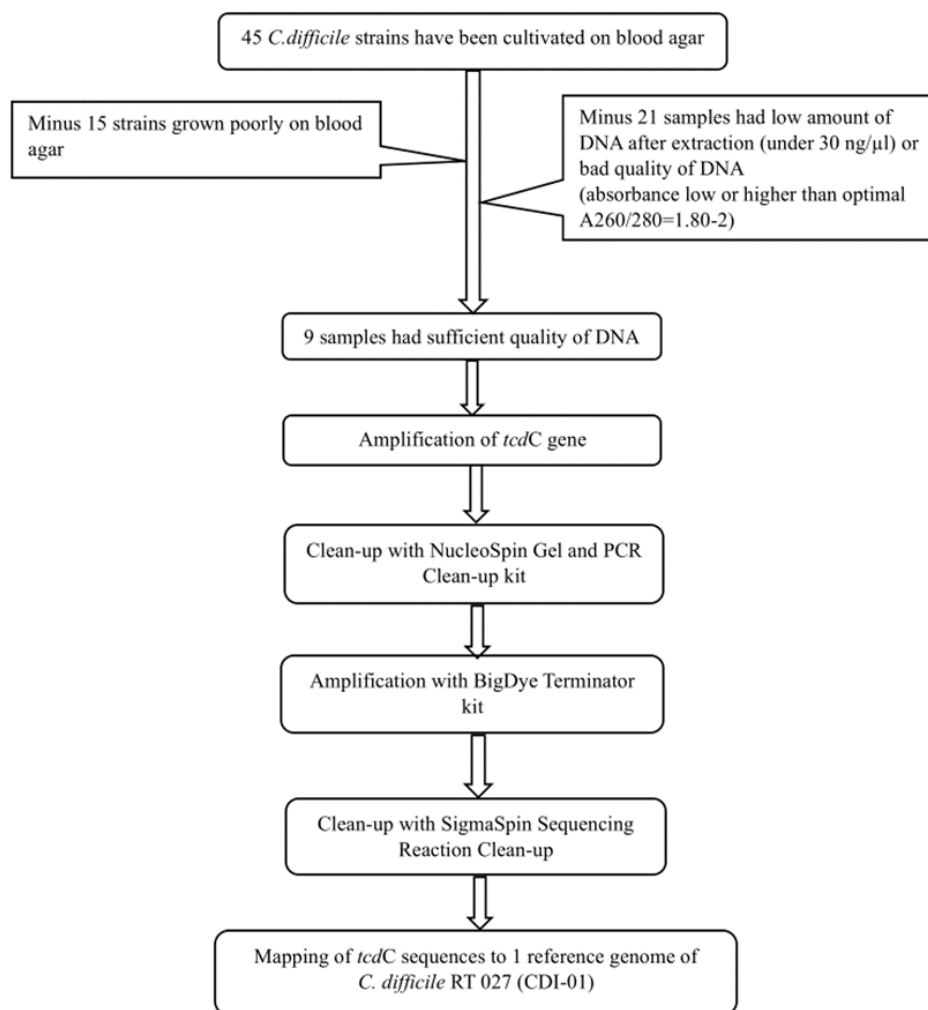 45 C.difficile strains have been cultivated on blood agar
Minus 15 strains grown poorly on blood
agar
Minus 21 samples had low amount of
DNA after extraction (under 30 ng/µl) or
bad quality of DNA
(absorbance low or higher than optimal
A260/280=1.80-2)
9 samples had sufficient quality of DNA
Amplification of tcdC gene
Clean-up with NucleoSpin Gel and PCR
Clean-up kit
Amplification with BigDye Terminator
kit
Clean-up with SigmaSpin Sequencing
Reaction Clean-up
Mapping of tcdC sequences to 1 reference genome of
C. difficile RT 027 (CDI-01)